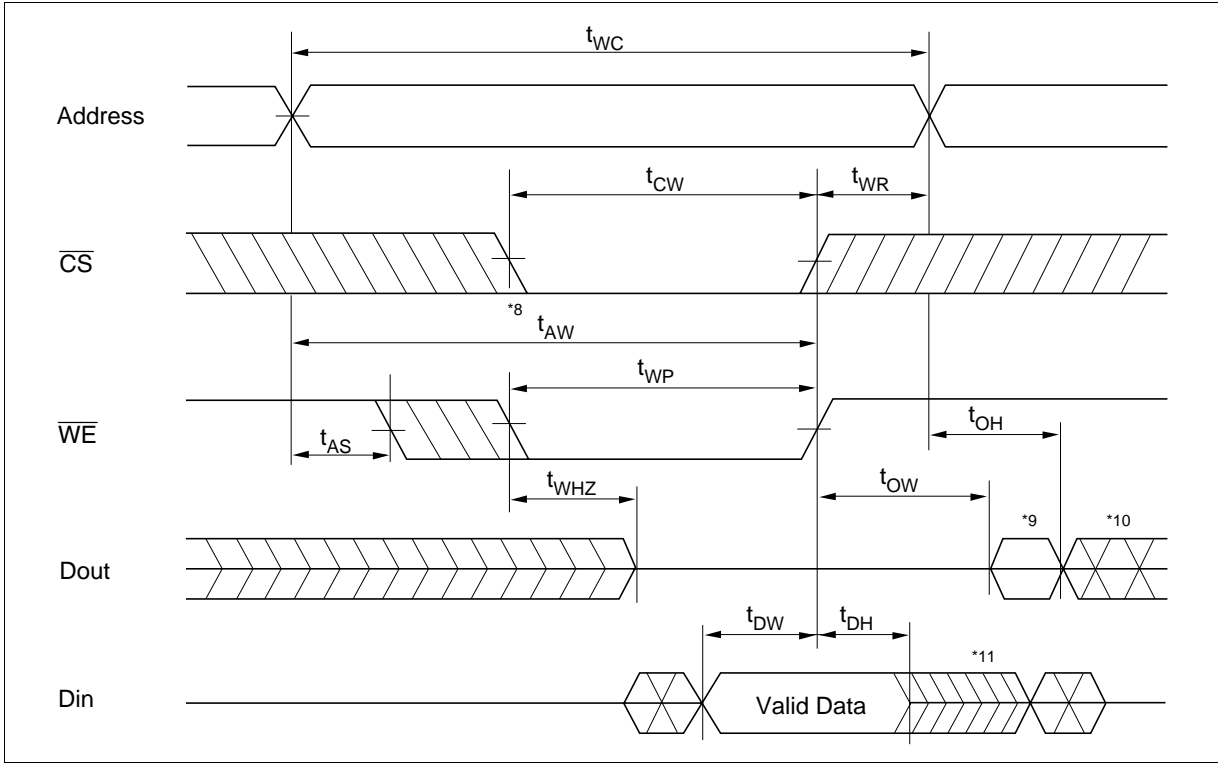 tWC
Address
tCW
tWR
CS
*8
tAW
tWP
WE
tAS
tOH
tWHZ
tOW
*9
*10
Dout
tDW
tDH
*11
Din
Valid Data